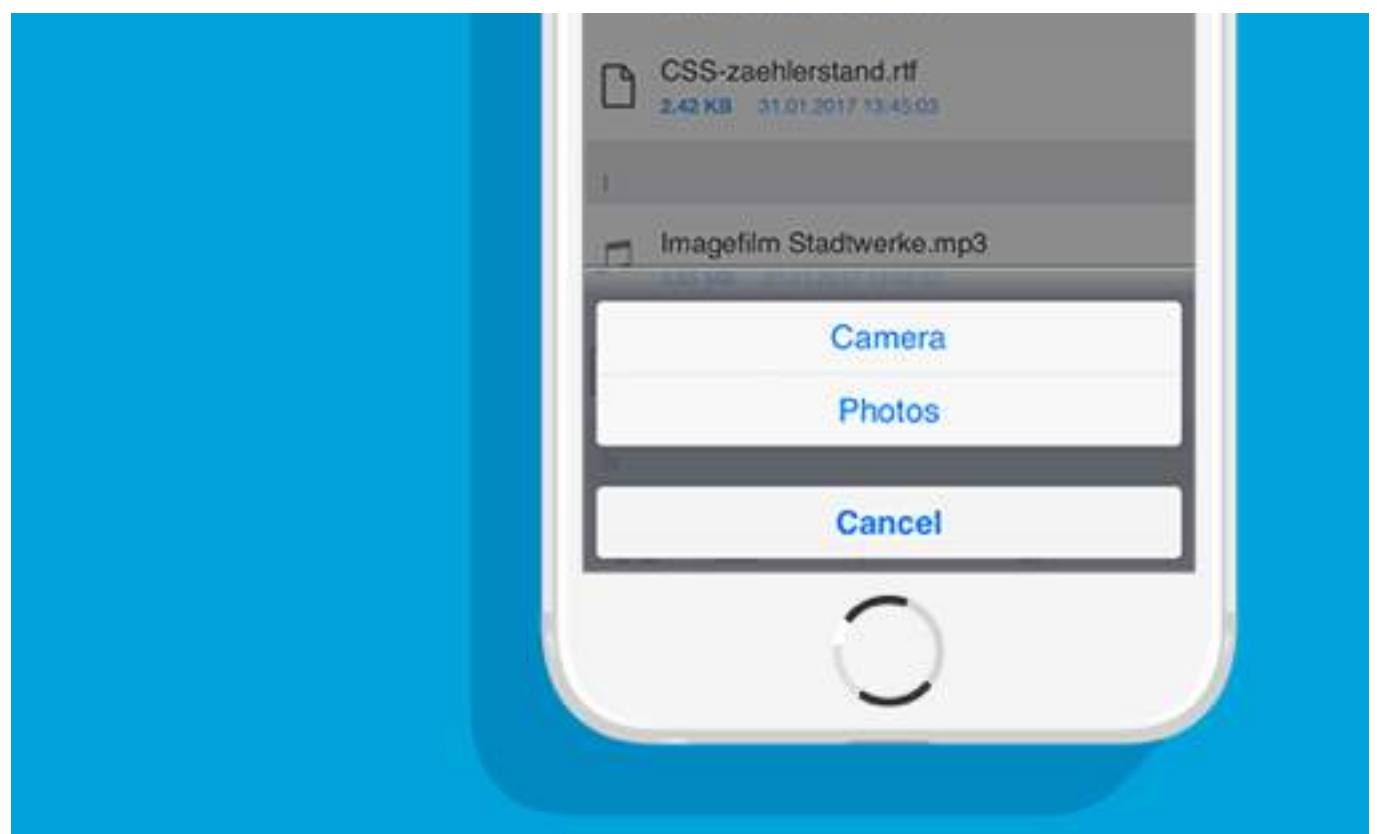 CSS-zaehlerstand.rtf
2.42 KB 31.01.2017 13:45:03
I
Imagefilm Stadtwerke.mp3
Camera
Photos
Cancel